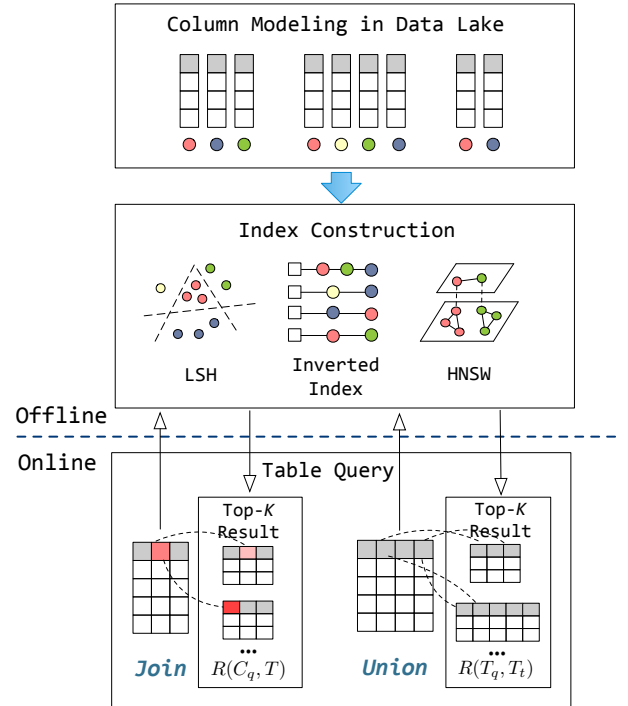 Column Modeling in Data Lake
Index Construction
LSH
Inverted
Index
HNSW
Offline
Online
Table Query
Top-K
Result
...
R(C_q, T)
Join
Top-K
Result
...
R(T_q, T_t)
Union